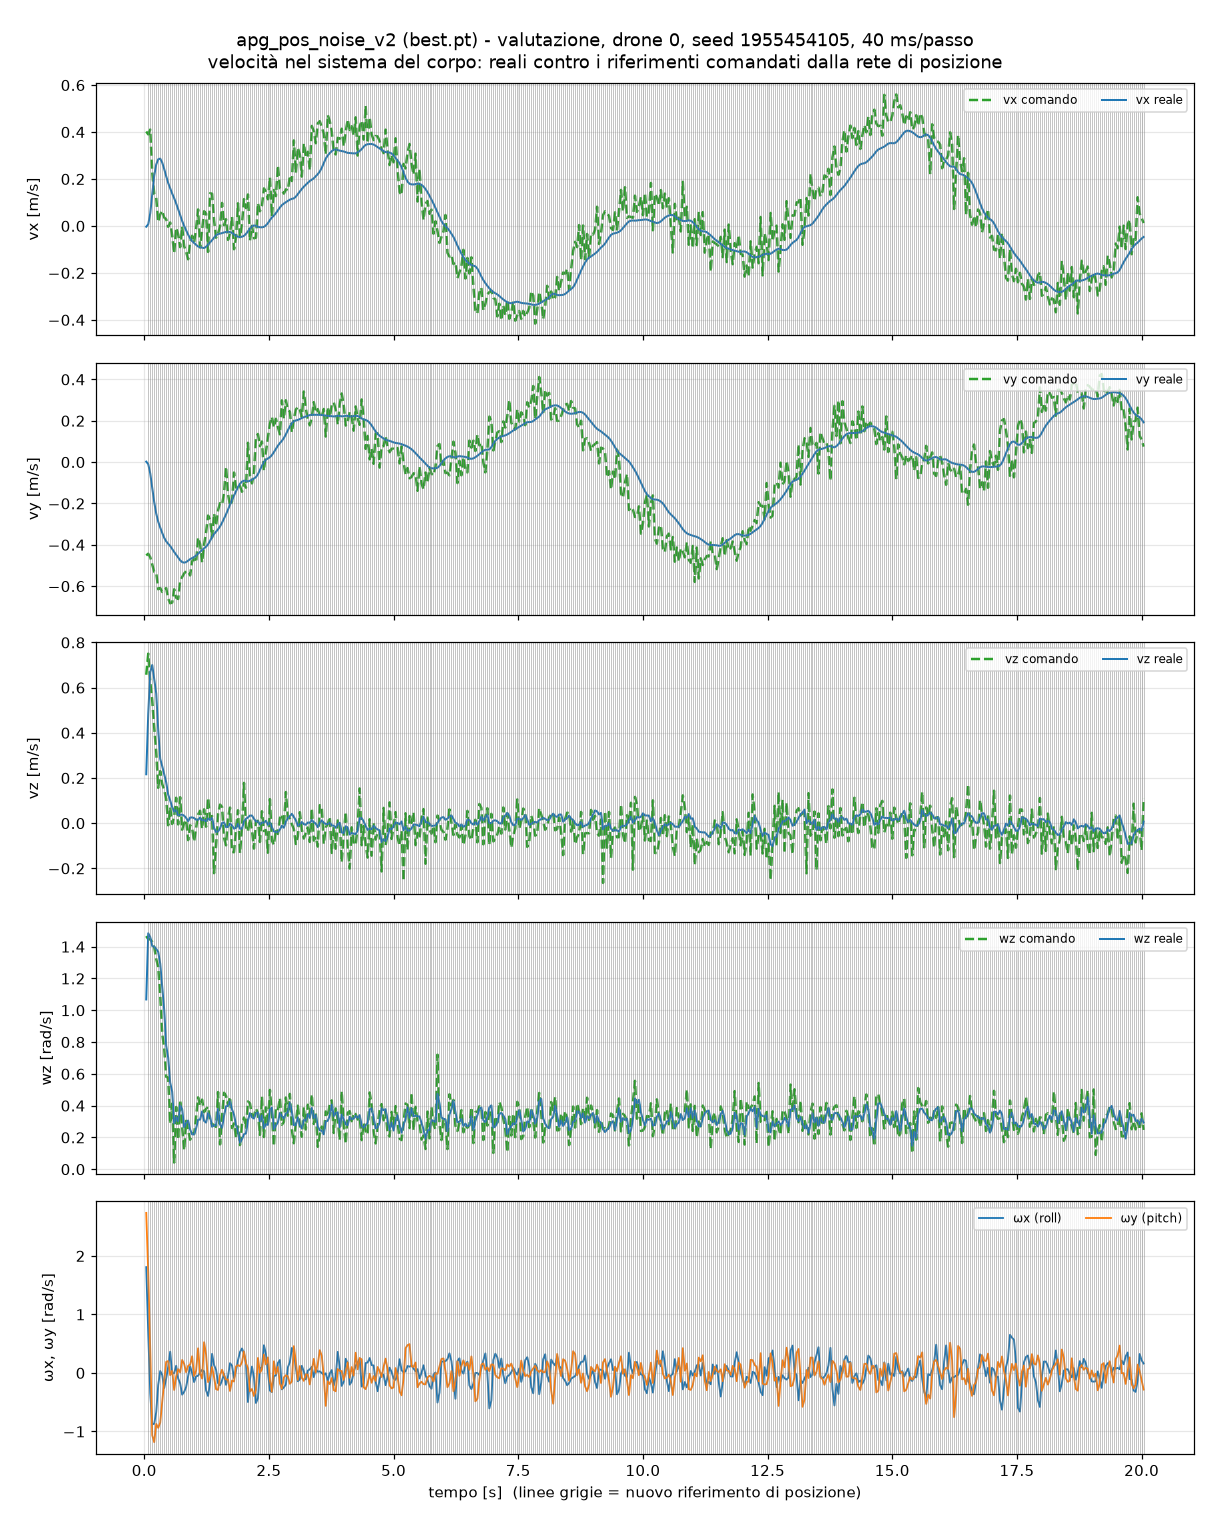 apg_pos_noise_v2 (best.pt) - valutazione, drone 0, seed 1955454105, 40 ms/passo
velocità nel sistema del corpo: reali contro i riferimenti comandati dalla rete di posizione
vx comando vx reale
0.6
0.4
0.2
0.0
−0.2
−0.4
vx [m/s]
vy comando vy reale
0.4
0.2
0.0
−0.2
−0.4
−0.6
vy [m/s]
vz comando vz reale
0.8
0.6
0.4
0.2
0.0
−0.2
vz [m/s]
wz comando wz reale
1.4
1.2
1.0
0.8
0.6
0.4
0.2
0.0
wz [rad/s]
ωx (roll) ωy (pitch)
2
1
0
−1
ωx, ωy [rad/s]
0.0 2.5 5.0 7.5 10.0 12.5 15.0 17.5 20.0
tempo [s]  (linee grigie = nuovo riferimento di posizione)